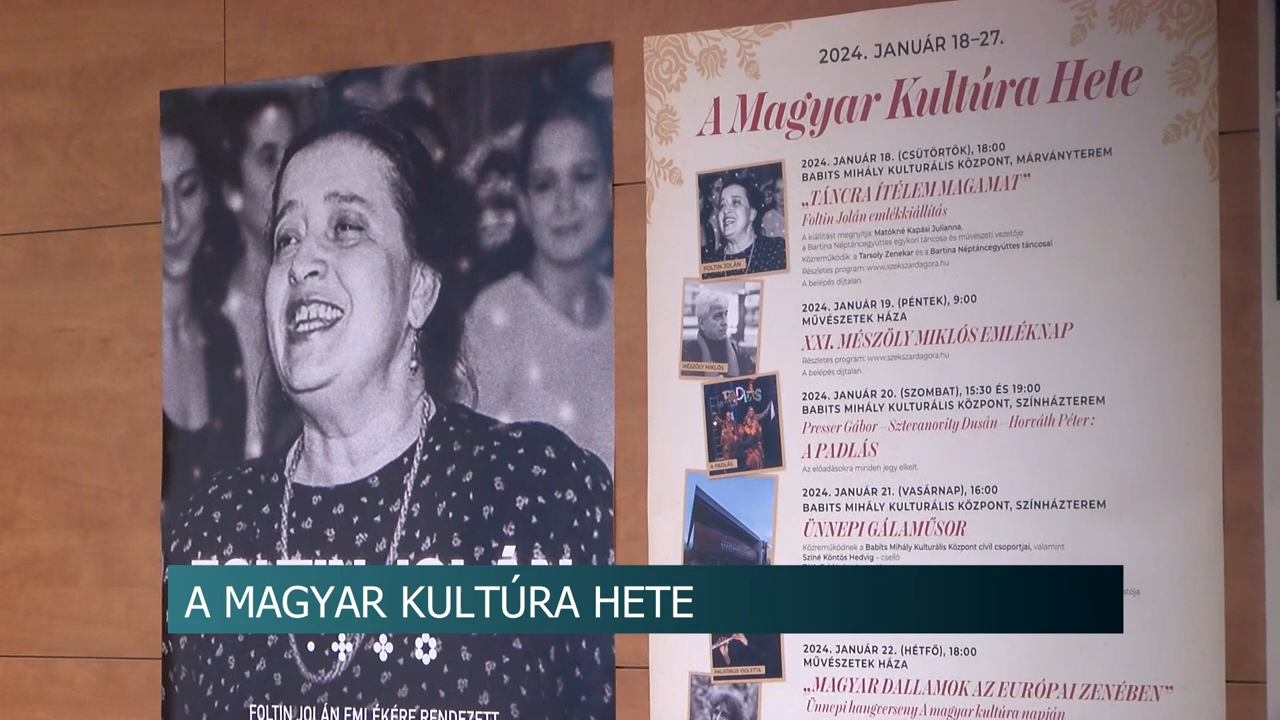 2024. JANUÁR 18–27.
A Magyar Kultúra Hete
2024. JANUÁR 18. (CSÜTÖRTÖK), 18:00
BABITS MIHÁLY KULTURÁLIS KÖZPONT, MÁRVÁNYTEREM
„TÁNCRA ÍTÉLEM MAGAMAT”
Foltin Jolán emlékkiállítás
A kiállítást megnyitja: Matókné Kapási Julianna,
a Bartina Néptáncegyüttes egykori táncosa és művészeti vezetője
Közreműködik: a Tarsoly Zenekar és a Bartina Néptáncegyüttes táncosai
Részletes program: www.szekszardagora.hu
A belépés díjtalan.
FOLTIN JOLÁN
2024. JANUÁR 19. (PÉNTEK), 9:00
MŰVÉSZETEK HÁZA
XXI. MÉSZÖLY MIKLÓS EMLÉKNAP
Részletes program: www.szekszardagora.hu
A belépés díjtalan.
MÉSZÖLY MIKLÓS
2024. JANUÁR 20. (SZOMBAT), 15:30 ÉS 19:00
BABITS MIHÁLY KULTURÁLIS KÖZPONT, SZÍNHÁZTEREM
Presser Gábor – Sztevanovity Dusán – Horváth Péter:
A PADLÁS
Az előadásokra minden jegy elkelt.
A PADLÁS
2024. JANUÁR 21. (VASÁRNAP), 16:00
BABITS MIHÁLY KULTURÁLIS KÖZPONT, SZÍNHÁZTEREM
ÜNNEPI GÁLAMŰSOR
Közreműködnek a Babits Mihály Kulturális Központ civil csoportjai, valamint
Színé Köntös Hedvig – cselló
FOLTIN JOLÁN
A MAGYAR KULTÚRA HETE
PALATINUS VIOLETTA
2024. JANUÁR 22. (HÉTFŐ), 18:00
MŰVÉSZETEK HÁZA
„MAGYAR DALLAMOK AZ EURÓPAI ZENÉBEN”
Ünnepi hangverseny A magyar kultúra napján
FOLTIN JOLÁN EMLÉKÉRE RENDEZETT